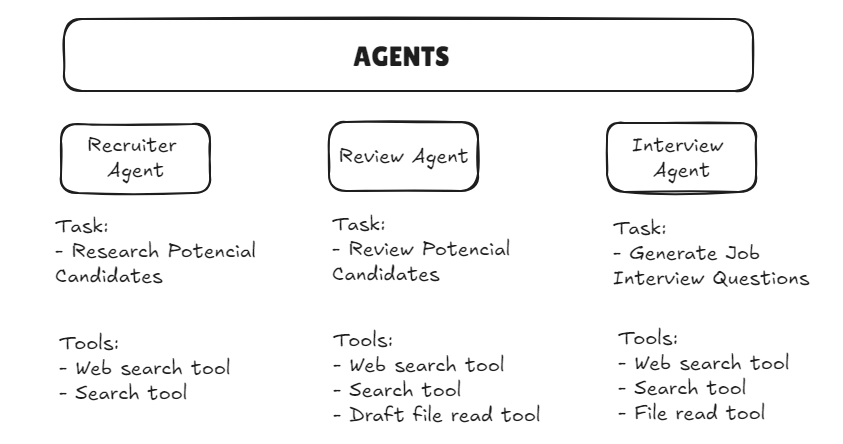 AGENTS
Recruiter
Agent
Task:
- Research Potencial
Candidates
Tools:
- Web search tool
- Search tool
Review Agent
Task:
- Review Potencial
Candidates
Tools:
- Web search tool
- Search tool
- Draft file read tool
Interview
Agent
Task:
- Generate Job
Interview Questions
Tools:
- Web search tool
- Search tool
- File read tool